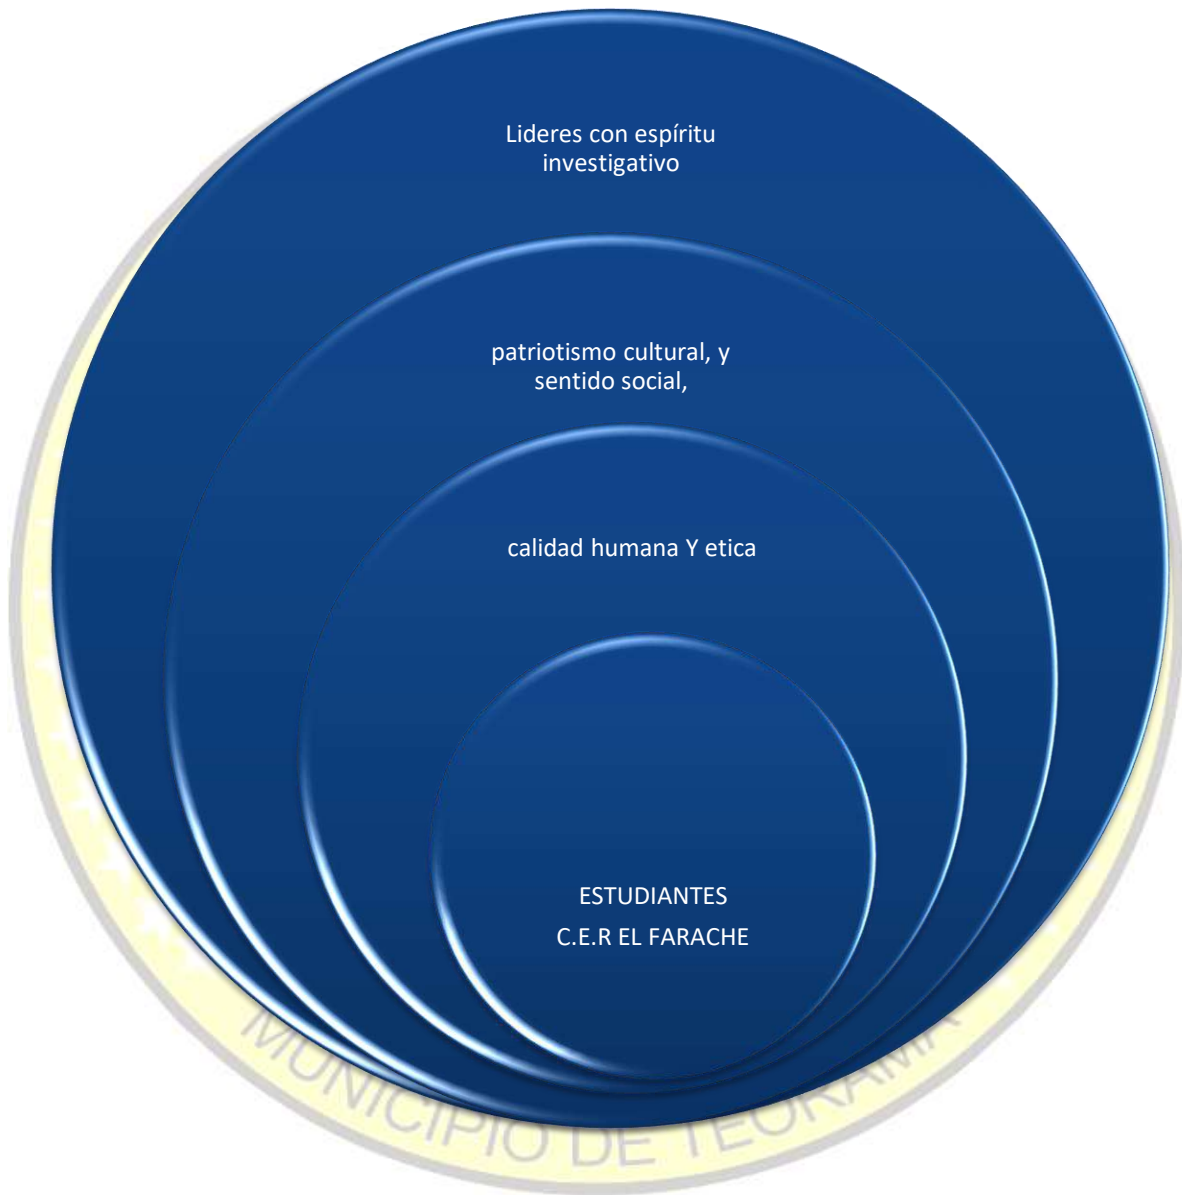 Lideres con espíritu
investigativo
patriotismo cultural, y
sentido social,
calidad humana Y etica
ESTUDIANTES
C.E.R EL FARACHE
MUNICIPIO DE TEORAMA